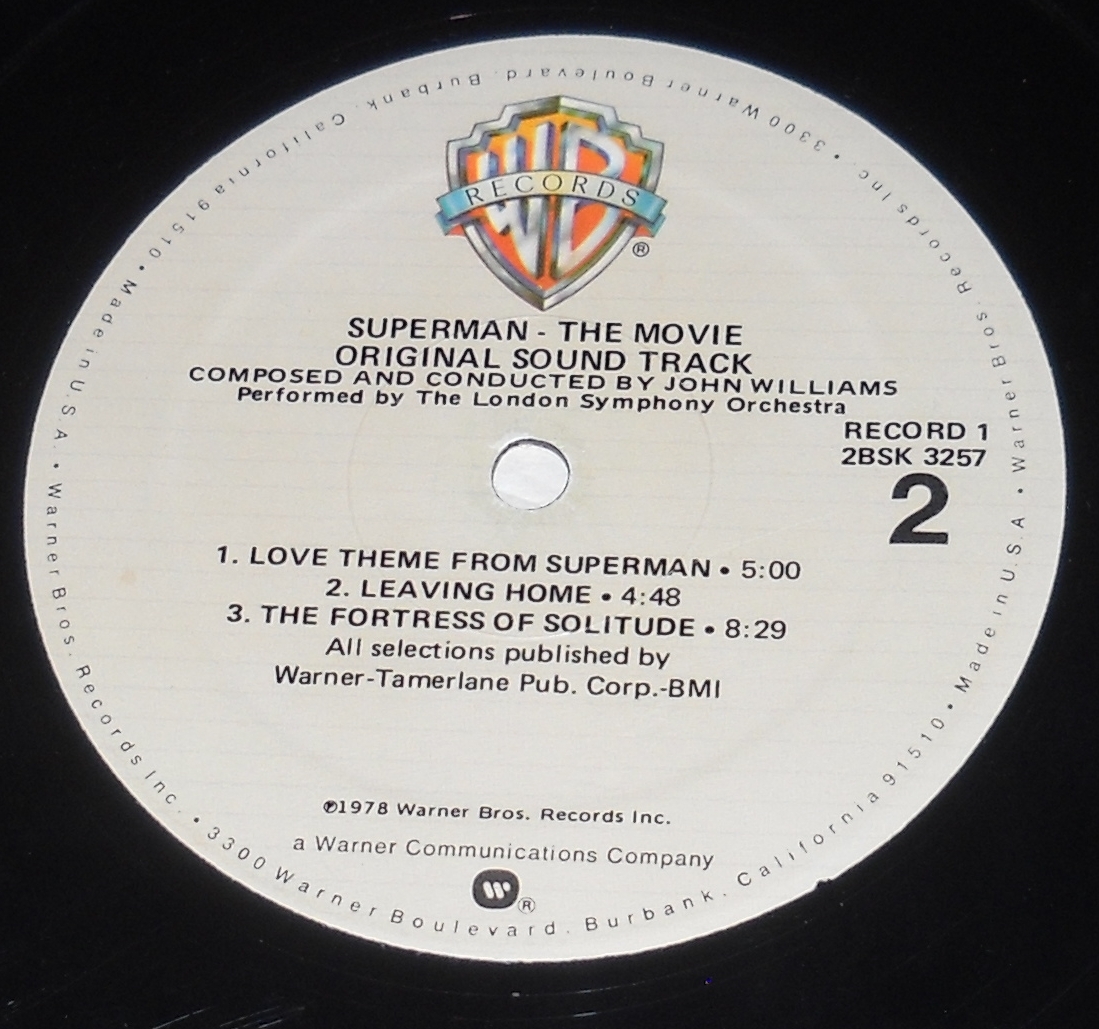 WB
RECORDS
®
SUPERMAN - THE MOVIE
ORIGINAL SOUND TRACK
COMPOSED AND CONDUCTED BY JOHN WILLIAMS
Performed by The London Symphony Orchestra
RECORD 1
2BSK 3257
2
1. LOVE THEME FROM SUPERMAN • 5:00
2. LEAVING HOME • 4:48
3. THE FORTRESS OF SOLITUDE • 8:29
All selections published by
Warner-Tamerlane Pub. Corp.-BMI
℗1978 Warner Bros. Records Inc.
a Warner Communications Company
W ®
Warner Bros. Records Inc. • 3300 Warner Boulevard. Burbank. California 91510 • Made in U.S.A. • Warner Bros. Records Inc. • 3300 Warner Boulevard. Burbank. California 91510 • Made in U.S.A •